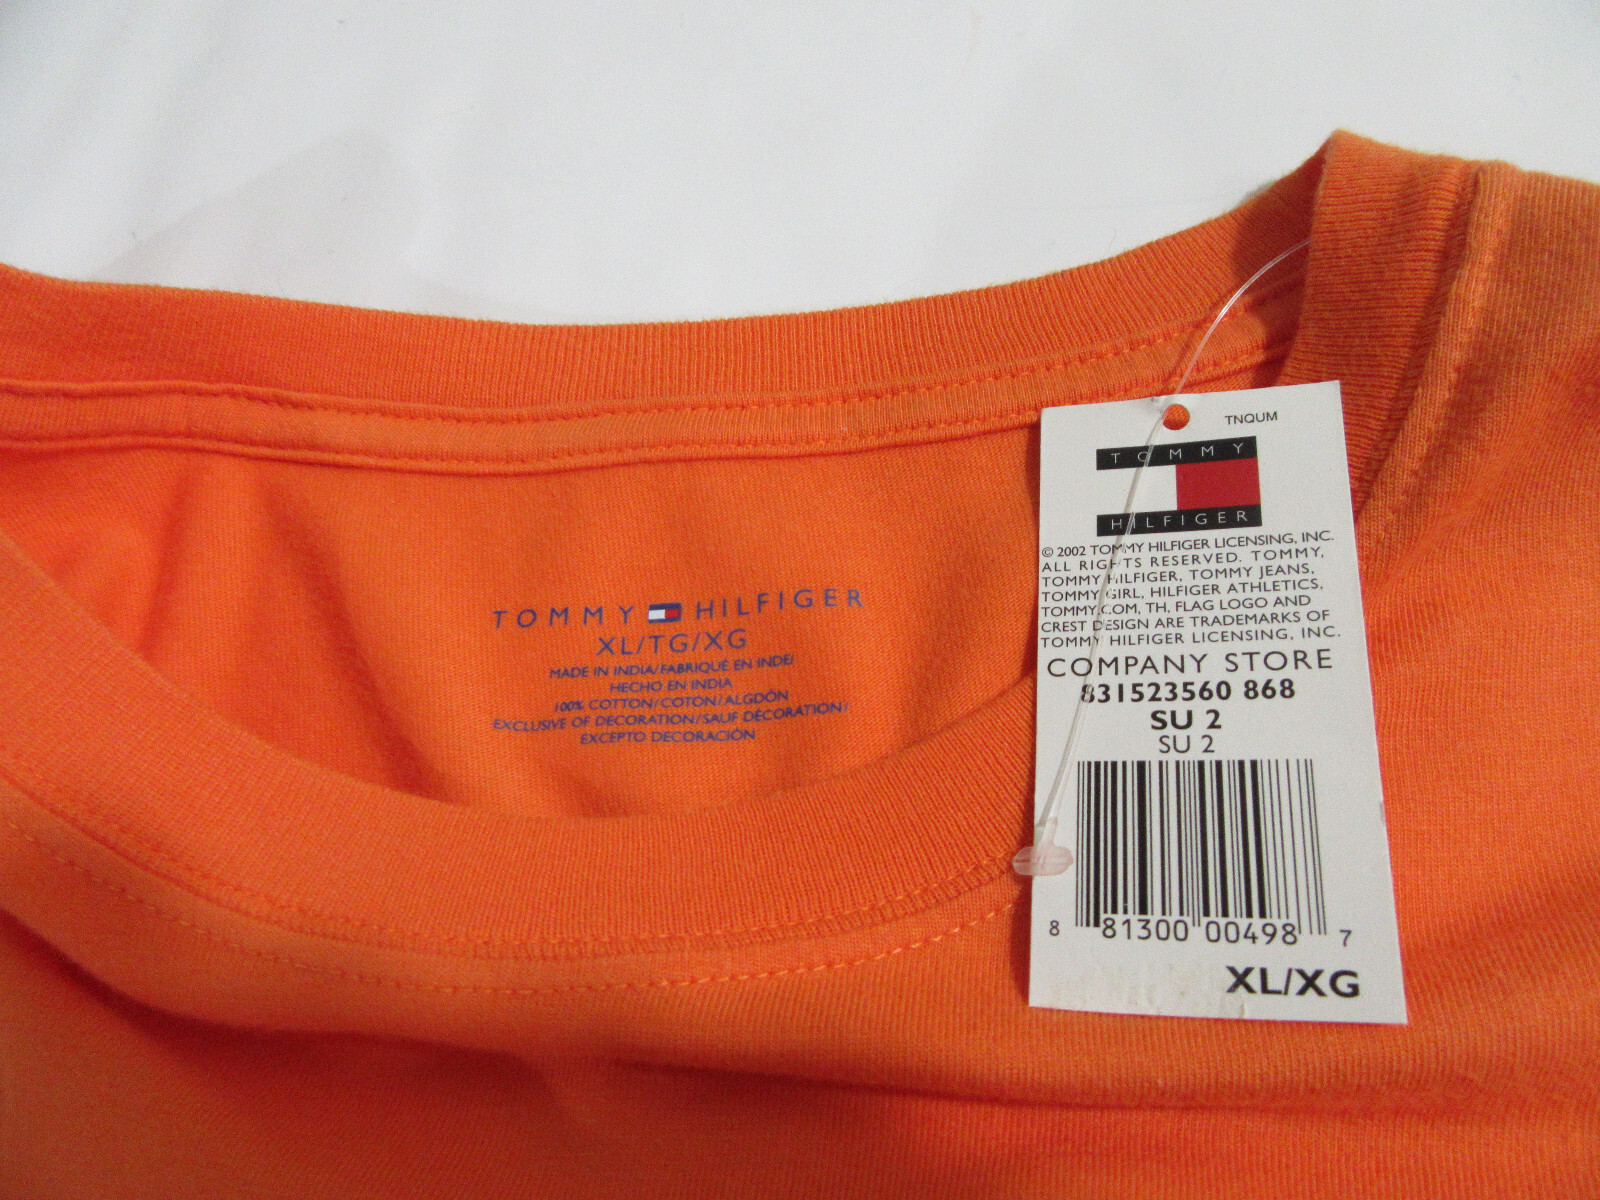 TOMMY HILFIGER
XL/TG/XG
MADE IN INDIA/FABRIQUÉ EN INDE/
HECHO EN INDIA
100% COTTON/COTON/ALGDÓN
EXCLUSIVE OF DECORATION/SAUF DÉCORATION/
EXCEPTO DECORACIÓN
TNQUM
TOMMY
HILFIGER
© 2002 TOMMY HILFIGER LICENSING, INC.
ALL RIGHTS RESERVED. TOMMY,
TOMMY HILFIGER, TOMMY JEANS,
TOMMY GIRL, HILFIGER ATHLETICS,
TOMMY.COM, TH, FLAG LOGO AND
CREST DESIGN ARE TRADEMARKS OF
TOMMY HILFIGER LICENSING, INC.
COMPANY STORE
831523560 868
SU 2
SU 2
8 81300 00498 7
XL/XG